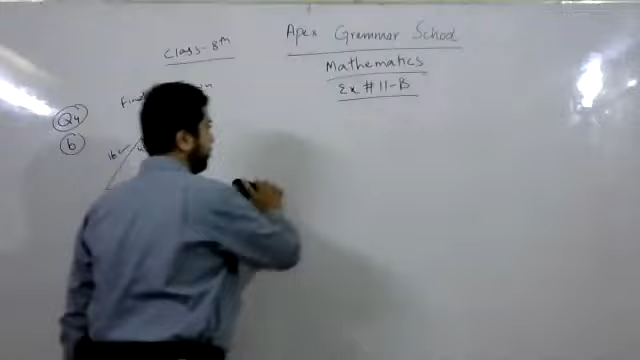 Apex Grammar School
Class-8th
Mathematics
Ex # 11-B
Q4
b